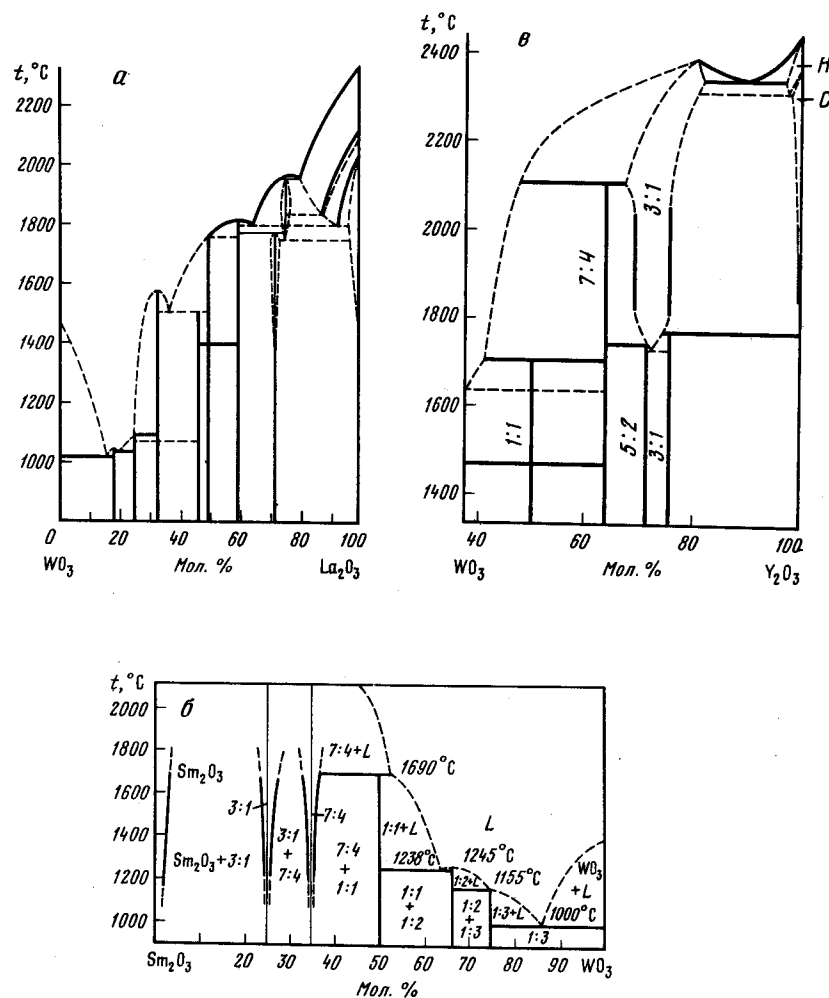 t,°C
a
2200
2000
1800
1600
1400
1200
1000
0
20
40
60
80
100
WO₃
Мол. %
La₂O₃
t,°C
в
2400
2200
2000
1800
1600
1400
H
C
3:1
7:4
1:1
5:2
3:1
40
60
80
100
WO₃
Мол. %
Y₂O₃
t,°C
б
2000
1800
1600
1400
1200
1000
Sm₂O₃
7:4+L
1690°C
3:1
7:4
3:1
+
7:4
7:4
+
1:1
1:1+L
L
1238°C
1245°C
1155°C
WO₃
+
L
1000°C
Sm₂O₃+3:1
1:1
+
1:2
1:2+L
1:2
+
1:3
1:3+L
1:3
Sm₂O₃
20
30
40
50
60
70
80
90
WO₃
Мол. %